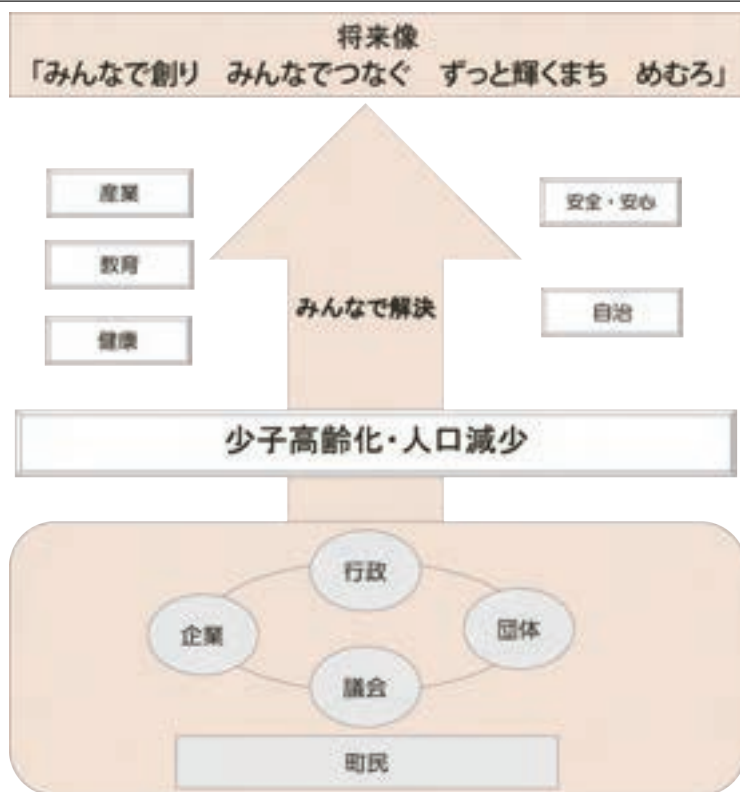 将来像
「みんなで創り　みんなでつなぐ　ずっと輝くまち　めむろ」
産業
教育
健康
安全・安心
自治
みんなで解決
少子高齢化・人口減少
行政
企業
団体
議会
町民